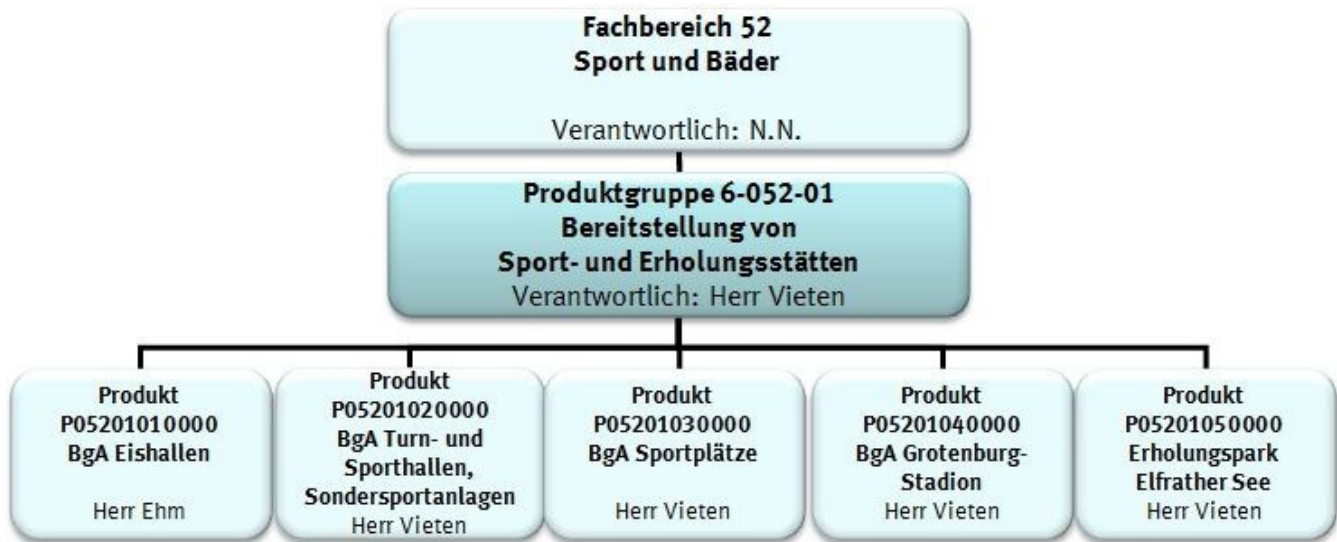 Fachbereich 52
Sport und Bäder
Verantwortlich: N.N.
Produktgruppe 6-052-01
Bereitstellung von
Sport- und Erholungsstätten
Verantwortlich: Herr Vieten
Produkt
P05201010000
BgA Eishallen
Herr Ehm
Produkt
P05201020000
BgA Turn- und
Sporthallen,
Sondersportanlagen
Herr Vieten
Produkt
P05201030000
BgA Sportplätze
Herr Vieten
Produkt
P05201040000
BgA Grotenburg-
Stadion
Herr Vieten
Produkt
P05201050000
Erholungspark
Elfrather See
Herr Vieten